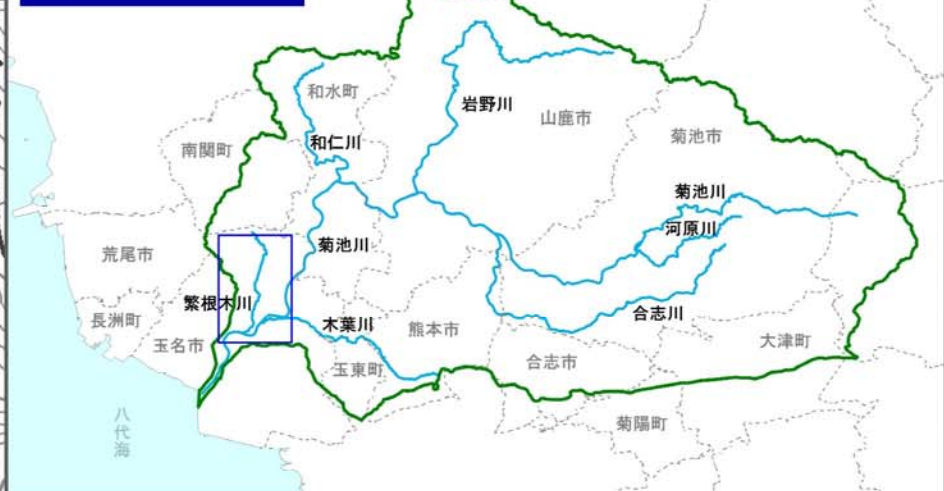 和水町
岩野川
山鹿市
菊池市
和仁川
南関町
菊池川
河原川
菊池川
荒尾市
繁根木川
合志川
長洲町
木葉川
熊本市
大津町
玉名市
合志市
玉東町
八代海
菊陽町